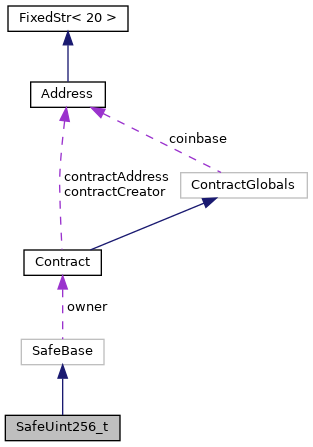 FixedStr< 20 >
Address
coinbase
contractAddress
contractCreator
ContractGlobals
Contract
owner
SafeBase
SafeUint256_t